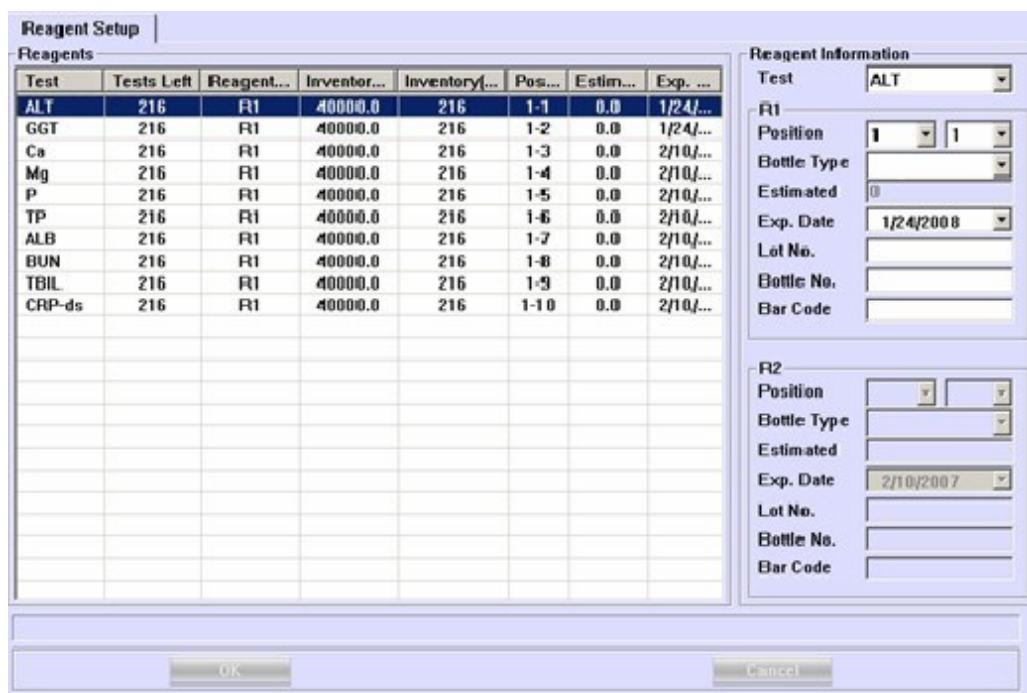 Reagent Setup
Reagents
Test Tests Left Reagent... Inventor... Inventory(... Pos... Estim... Exp. ...
ALT 216 R1 40000.0 216 1-1 0.0 1/24/...
GGT 216 R1 40000.0 216 1-2 0.0 1/24/...
Ca 216 R1 40000.0 216 1-3 0.0 2/10/...
Mg 216 R1 40000.0 216 1-4 0.0 2/10/...
P 216 R1 40000.0 216 1-5 0.0 2/10/...
TP 216 R1 40000.0 216 1-6 0.0 2/10/...
ALB 216 R1 40000.0 216 1-7 0.0 2/10/...
BUN 216 R1 40000.0 216 1-8 0.0 2/10/...
TBIL 216 R1 40000.0 216 1-9 0.0 2/10/...
CRP-ds 216 R1 40000.0 216 1-10 0.0 2/10/...
Reagent Information
Test ALT
R1
Position 1 1
Bottle Type
Estimated 0
Exp. Date 1/24/2008
Lot No.
Bottle No.
Bar Code
R2
Position
Bottle Type
Estimated
Exp. Date 2/10/2007
Lot No.
Bottle No.
Bar Code
OK Cancel